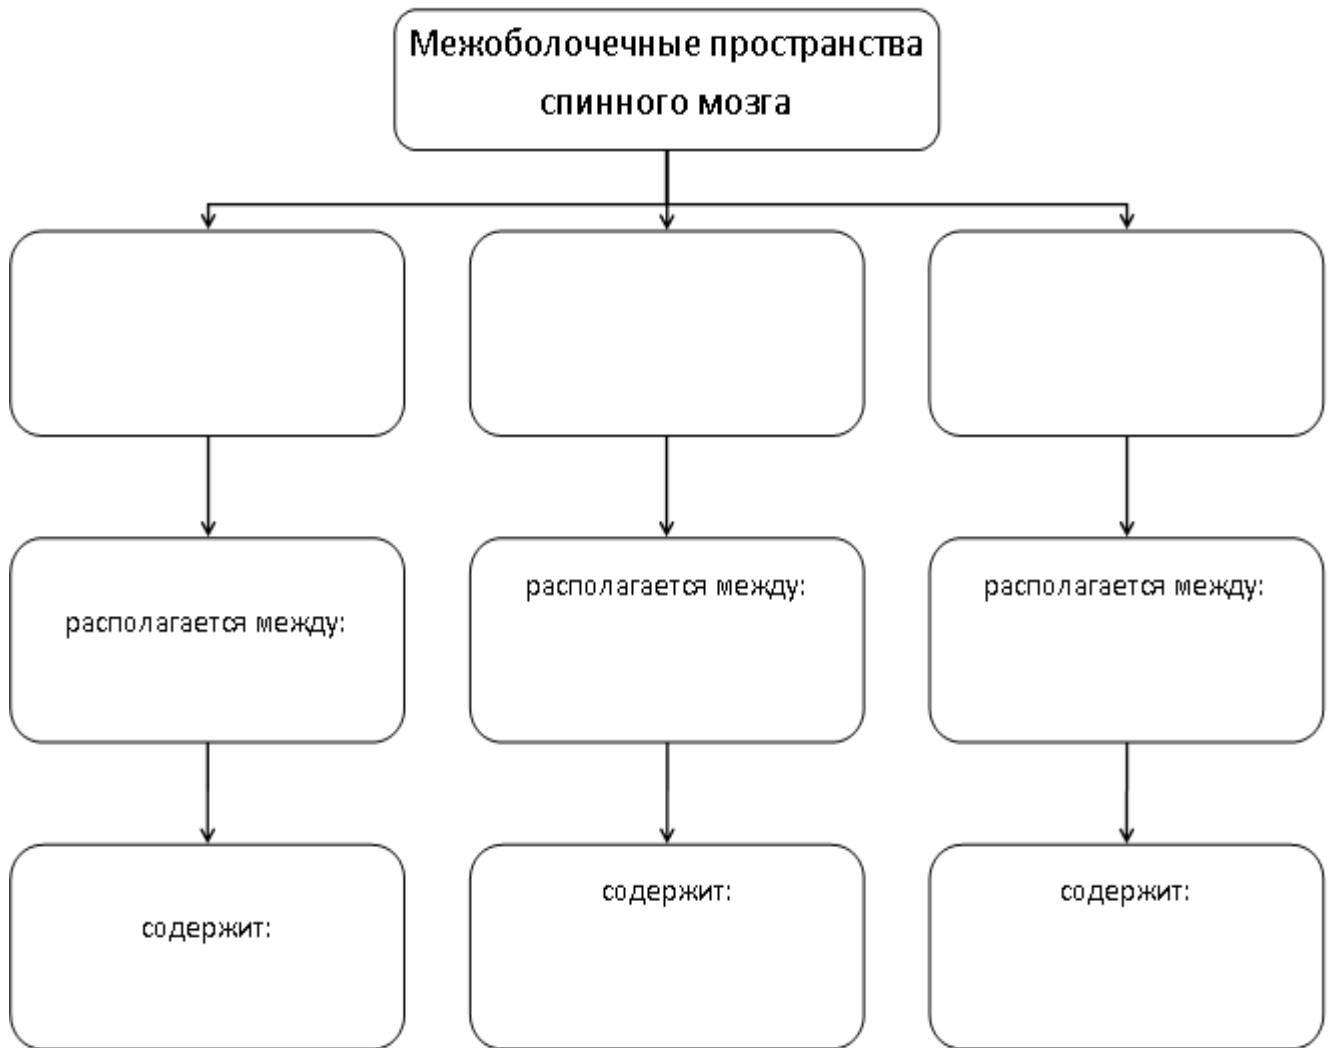 Межоболочечные пространства
спинного мозга
располагается между:
располагается между:
располагается между:
содержит:
содержит:
содержит: